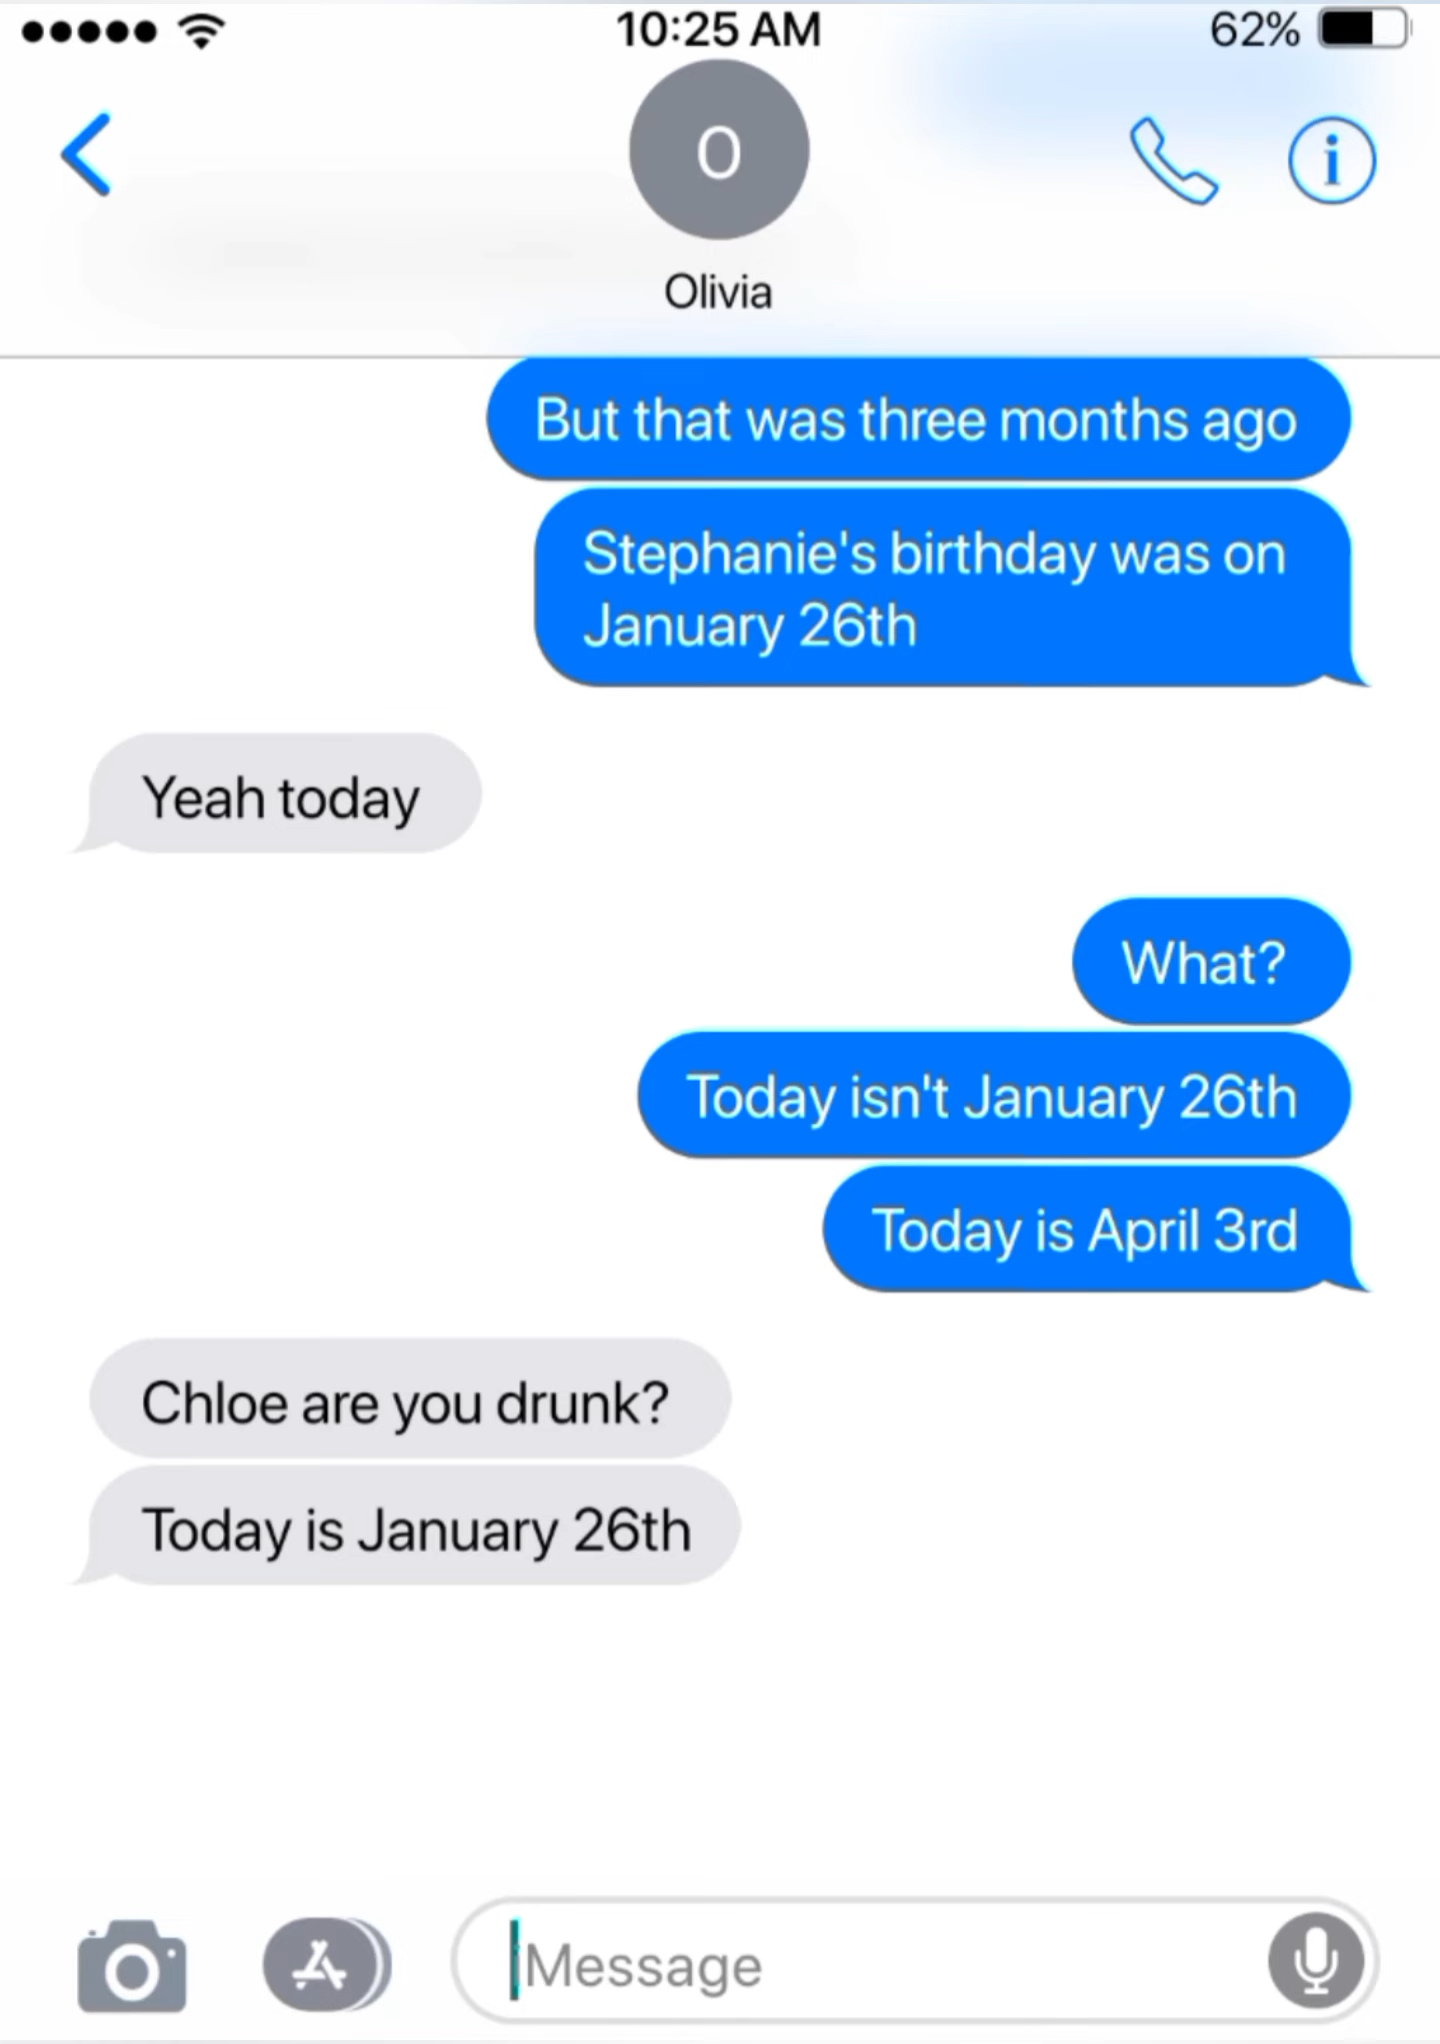 10:25 AM
62%
O
Olivia
But that was three months ago
Stephanie's birthday was on
January 26th
Yeah today
What?
Today isn't January 26th
Today is April 3rd
Chloe are you drunk?
Today is January 26th
Message